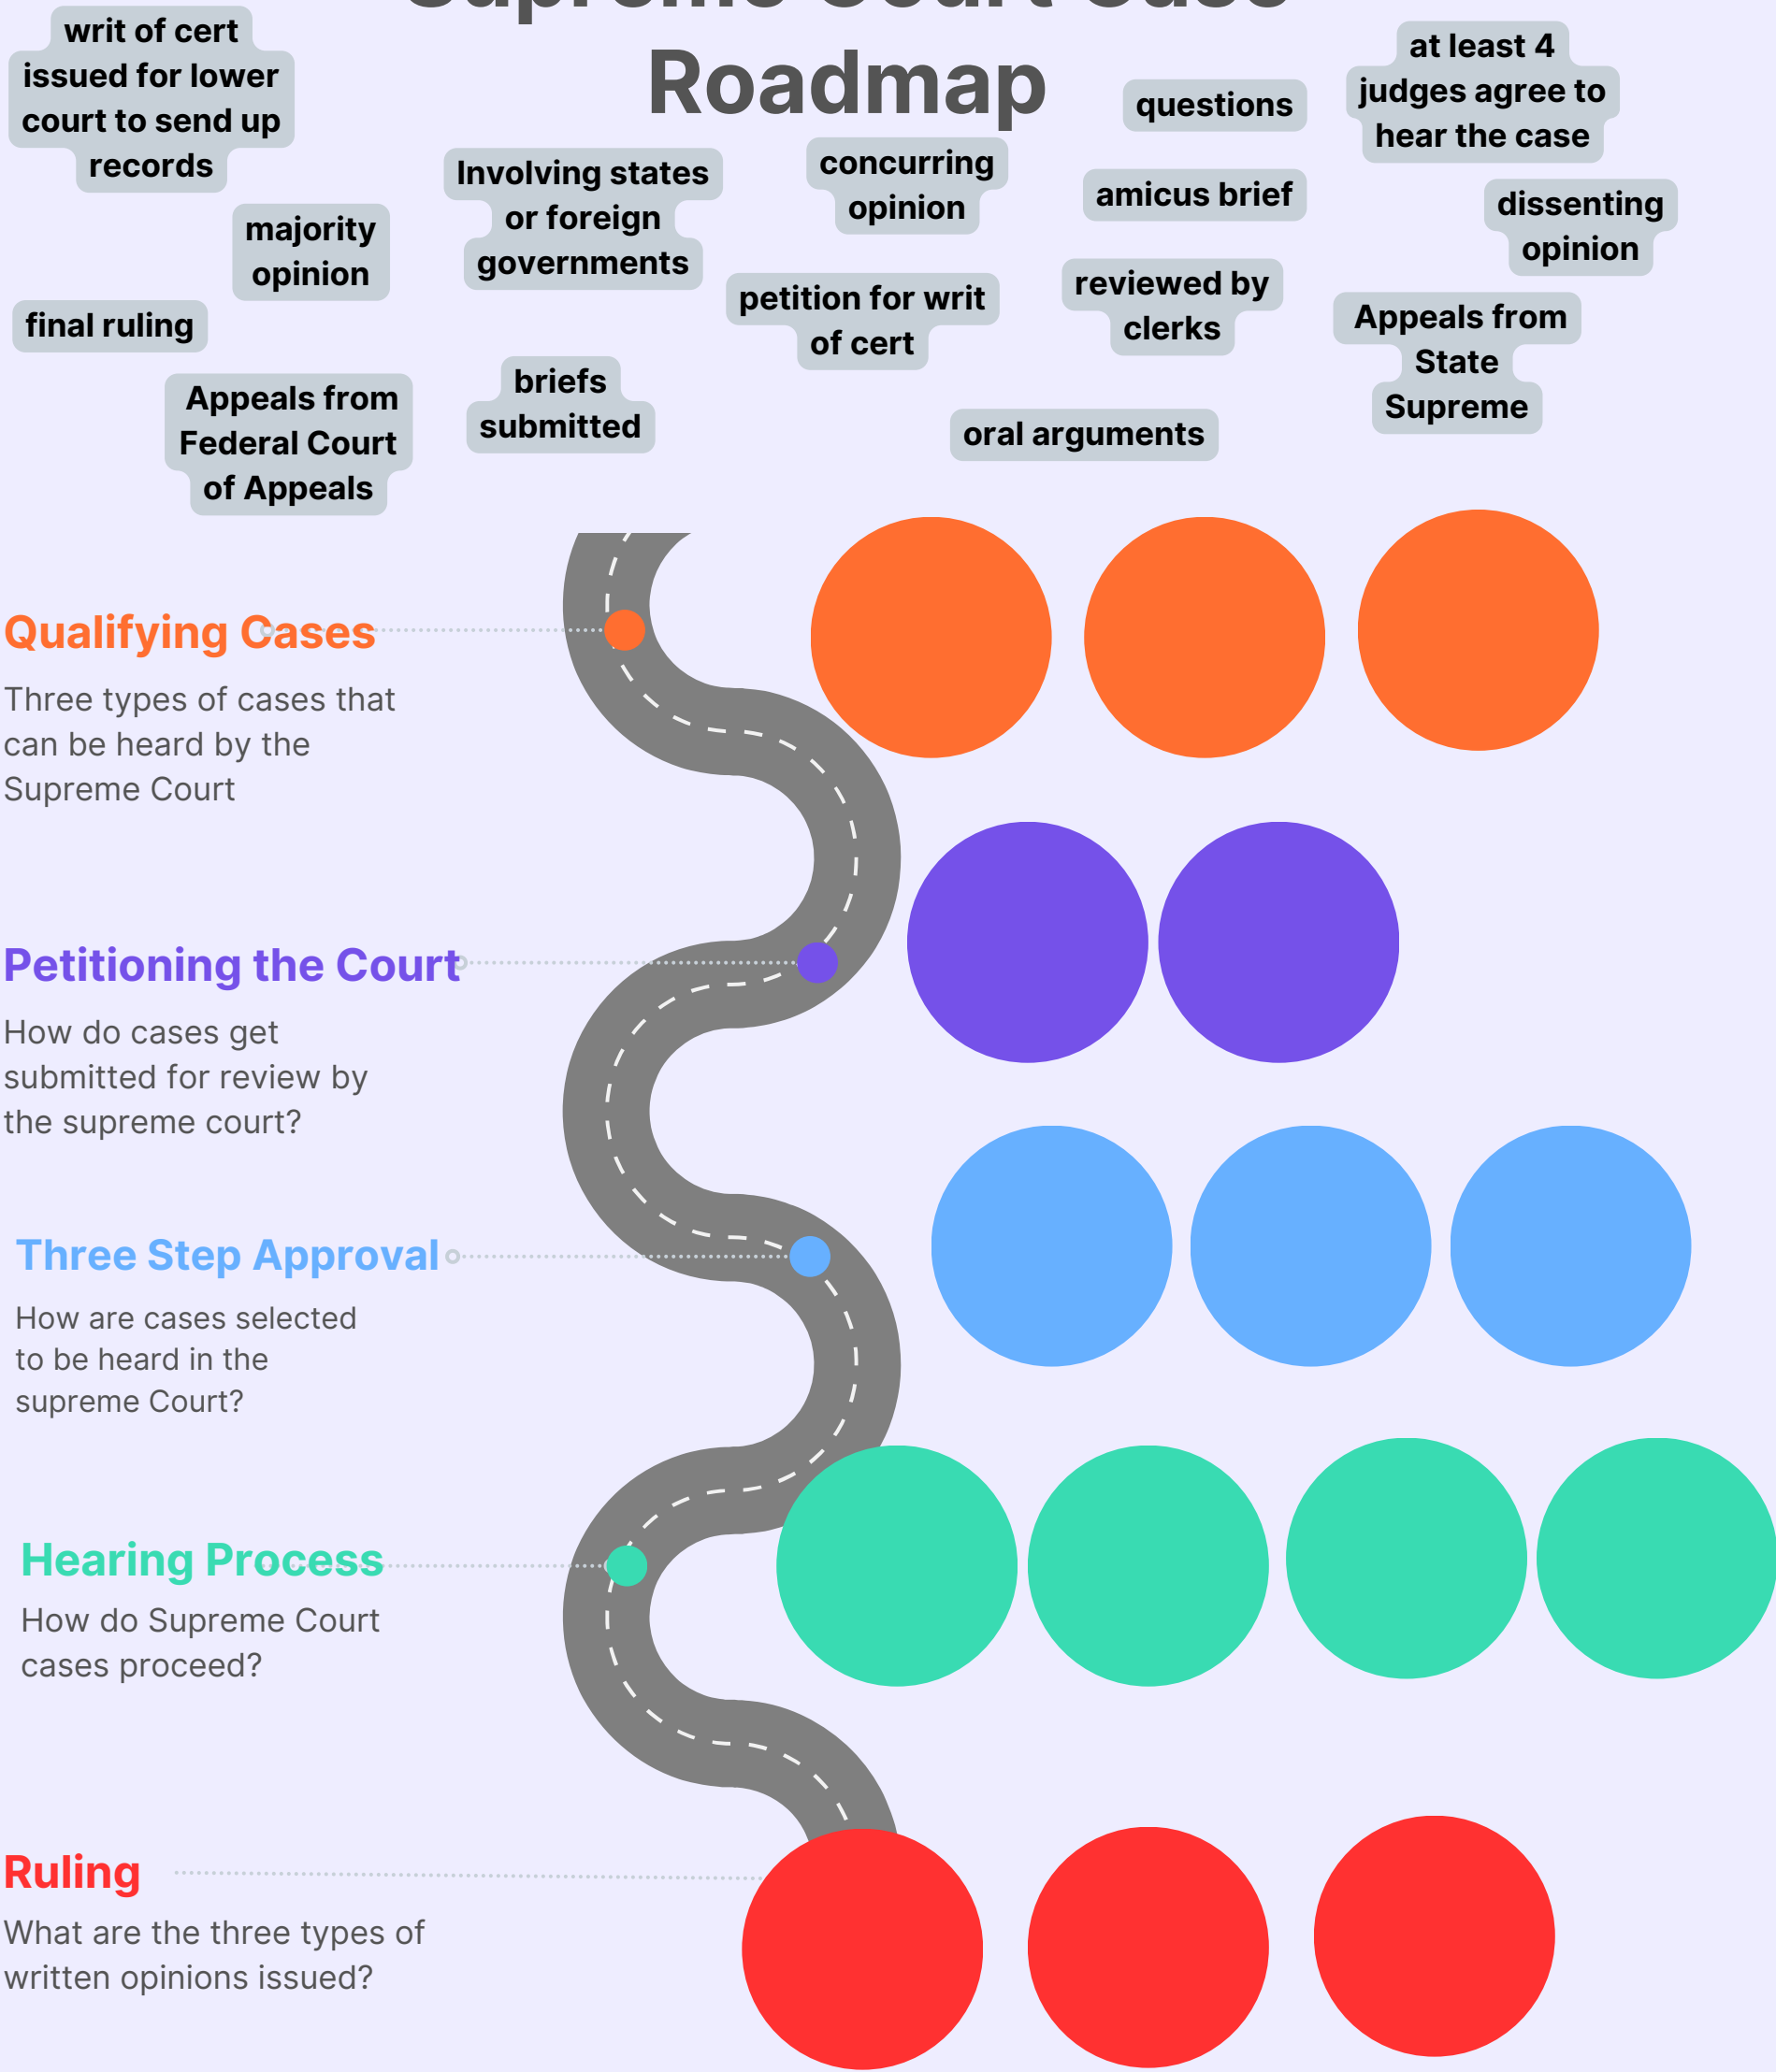 Supreme Court Case
Roadmap
writ of cert
issued for lower
court to send up
records
at least 4
judges agree to
hear the case
questions
concurring
opinion
Involving states
or foreign
governments
amicus brief
dissenting
opinion
majority
opinion
petition for writ
of cert
reviewed by
clerks
final ruling
Appeals from
State
Supreme
briefs
submitted
Appeals from
Federal Court
of Appeals
oral arguments
Qualifying Cases
Three types of cases that
can be heard by the
Supreme Court
Petitioning the Court
How do cases get
submitted for review by
the supreme court?
Three Step Approval
How are cases selected
to be heard in the
supreme Court?
Hearing Process
How do Supreme Court
cases proceed?
Ruling
What are the three types of
written opinions issued?